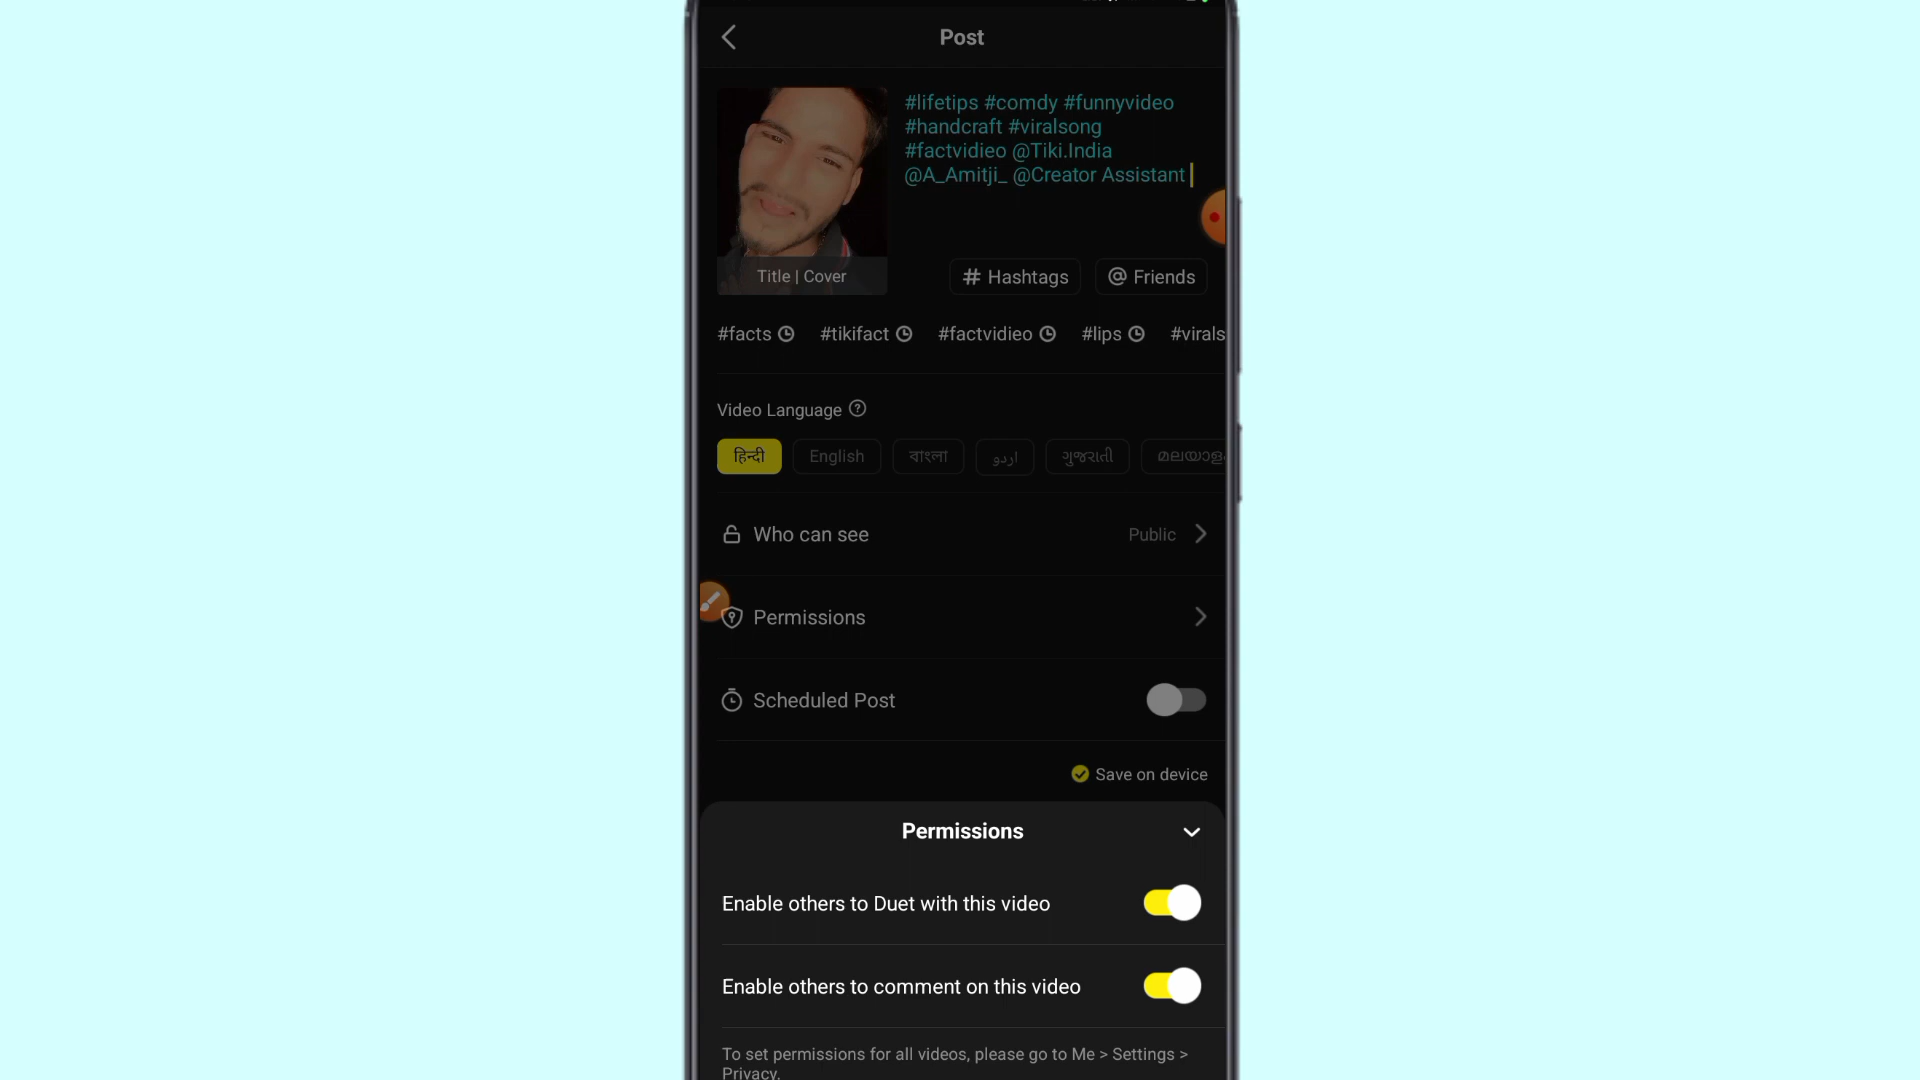 Post
#lifetips #comdy #funnyvideo
#handcraft #viralsong
#factvidieo @Tiki.India
@A_Amitji_ @Creator Assistant
Title | Cover
# Hashtags
@ Friends
#facts #tikifact #factvidieo #lips #virals
Video Language
हिन्दी English বাংলা اردو ગુજરાતી മലയാളം
Who can see
Public
Permissions
Scheduled Post
Save on device
Permissions
Enable others to Duet with this video
Enable others to comment on this video
To set permissions for all videos, please go to Me > Settings >
Privacy.